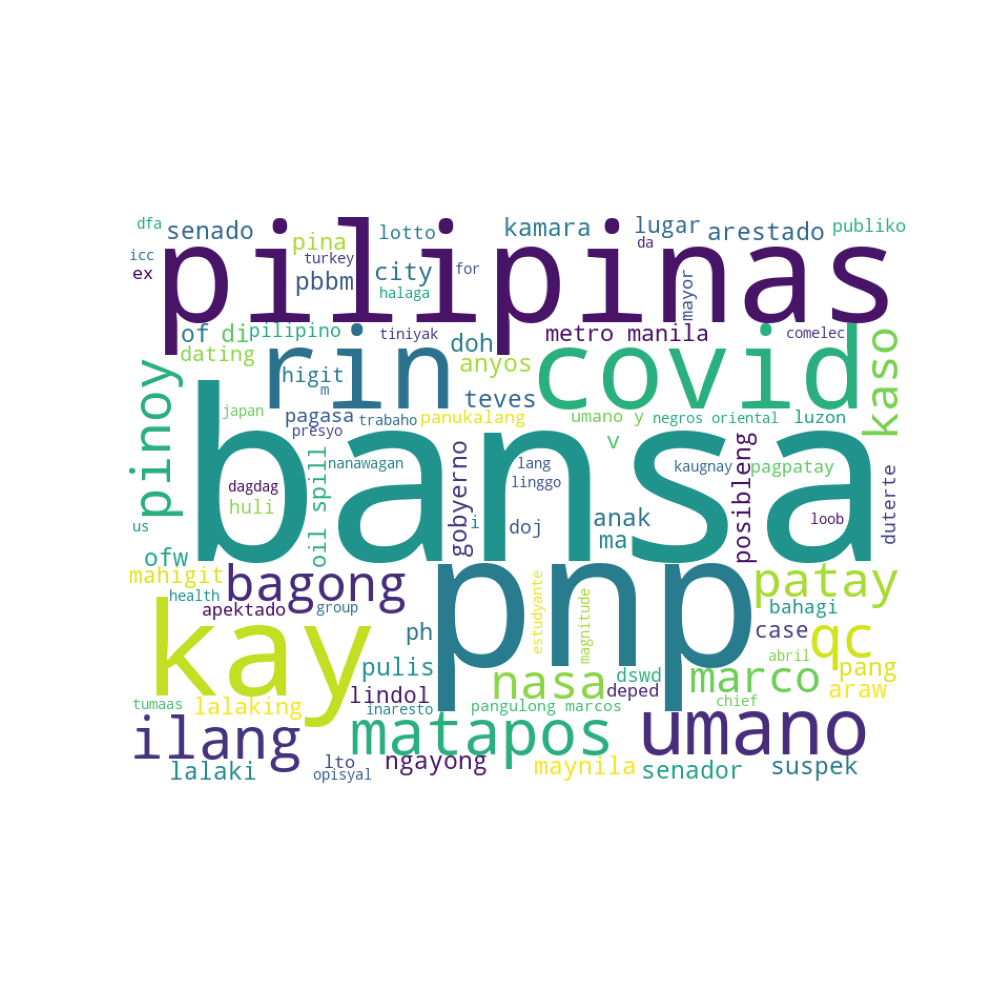 dfa
senado
lotto
kamara
lugar
arestado
publiko
pilipinas
icc
ex
pina
turkey
pbbm
city
halaga
for
da
mayor
of
di
pilipino
tiniyak
doh
metro manila
comelec
dating
rin
covid
kaso
higit
m
anyos
teves
pinoy
japan
pagasa
presyo
trabaho
panukalang
umano y
negros oriental
luzon
v
bansa
oil spill
nanawagan
gobyerno
lang
linggo
kaugnay
posibleng
pagpatay
duterte
dagdag
huli
us
i
doj
anak
ma
loob
ofw
mahigit
health
bagong
apektado
group
pnp
estudyante
magnitude
patay
bahagi
kay
ph
pulis
case
qc
abril
pang
araw
nasa
dswd
deped
marco
chief
tumaas
lalaking
lindol
inaresto
pangulong marcos
ilang
matapos
umano
lalaki
lto
opisyal
ngayong
maynila
senador
suspek